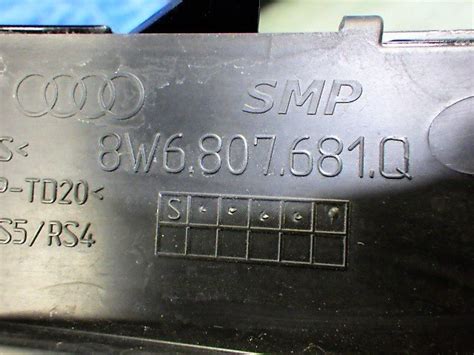 SMP
S< 8W6.807.681.Q
P-TD20<
S5/RS4
S